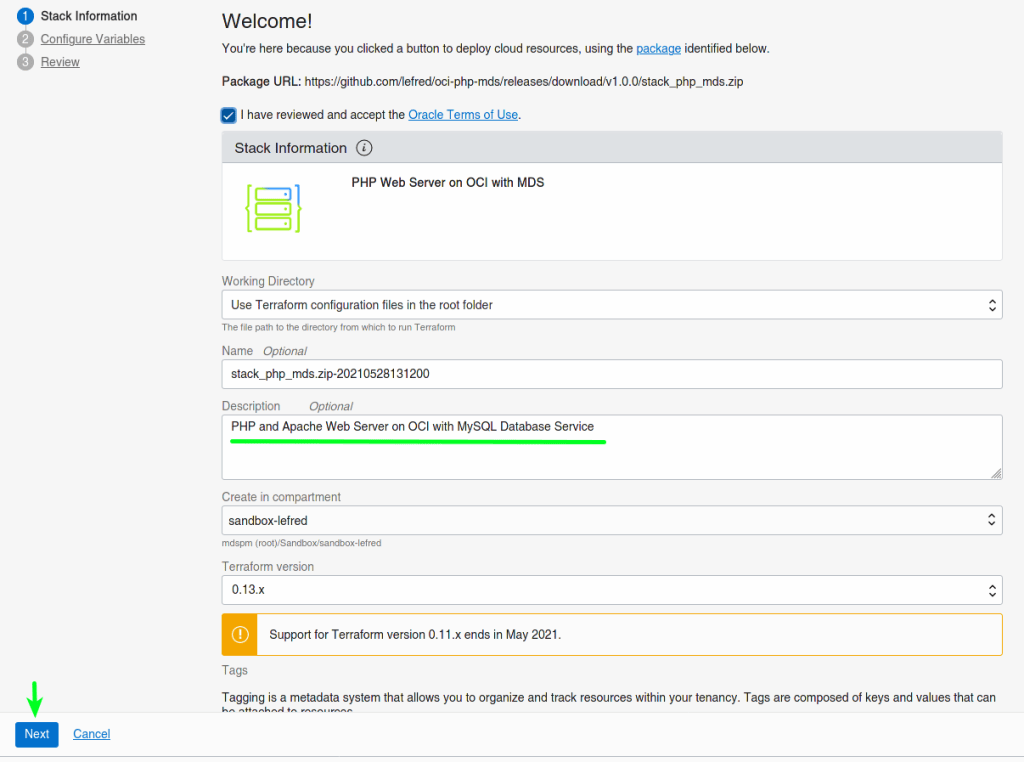 1 Stack Information
2 Configure Variables
3 Review
Welcome!
You're here because you clicked a button to deploy cloud resources, using the package identified below.
Package URL: https://github.com/lefred/oci-php-mds/releases/download/v1.0.0/stack_php_mds.zip
I have reviewed and accept the Oracle Terms of Use.
Stack Information i
PHP Web Server on OCI with MDS
Working Directory
Use Terraform configuration files in the root folder
The file path to the directory from which to run Terraform
Name Optional
stack_php_mds.zip-20210528131200
Description Optional
PHP and Apache Web Server on OCI with MySQL Database Service
Create in compartment
sandbox-lefred
mdspm (root)/Sandbox/sandbox-lefred
Terraform version
0.13.x
! Support for Terraform version 0.11.x ends in May 2021.
Tags
Tagging is a metadata system that allows you to organize and track resources within your tenancy. Tags are composed of keys and values that can
be attached to resources.
Next Cancel